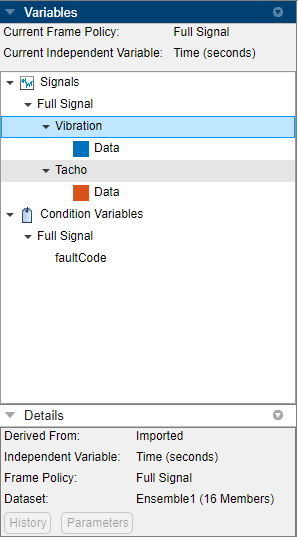 Variables
Current Frame Policy: Full Signal
Current Independent Variable: Time (seconds)
Signals
Full Signal
Vibration
Data
Tacho
Data
Condition Variables
Full Signal
faultCode
Details
Derived From: Imported
Independent Variable: Time (seconds)
Frame Policy: Full Signal
Dataset: Ensemble1 (16 Members)
History Parameters